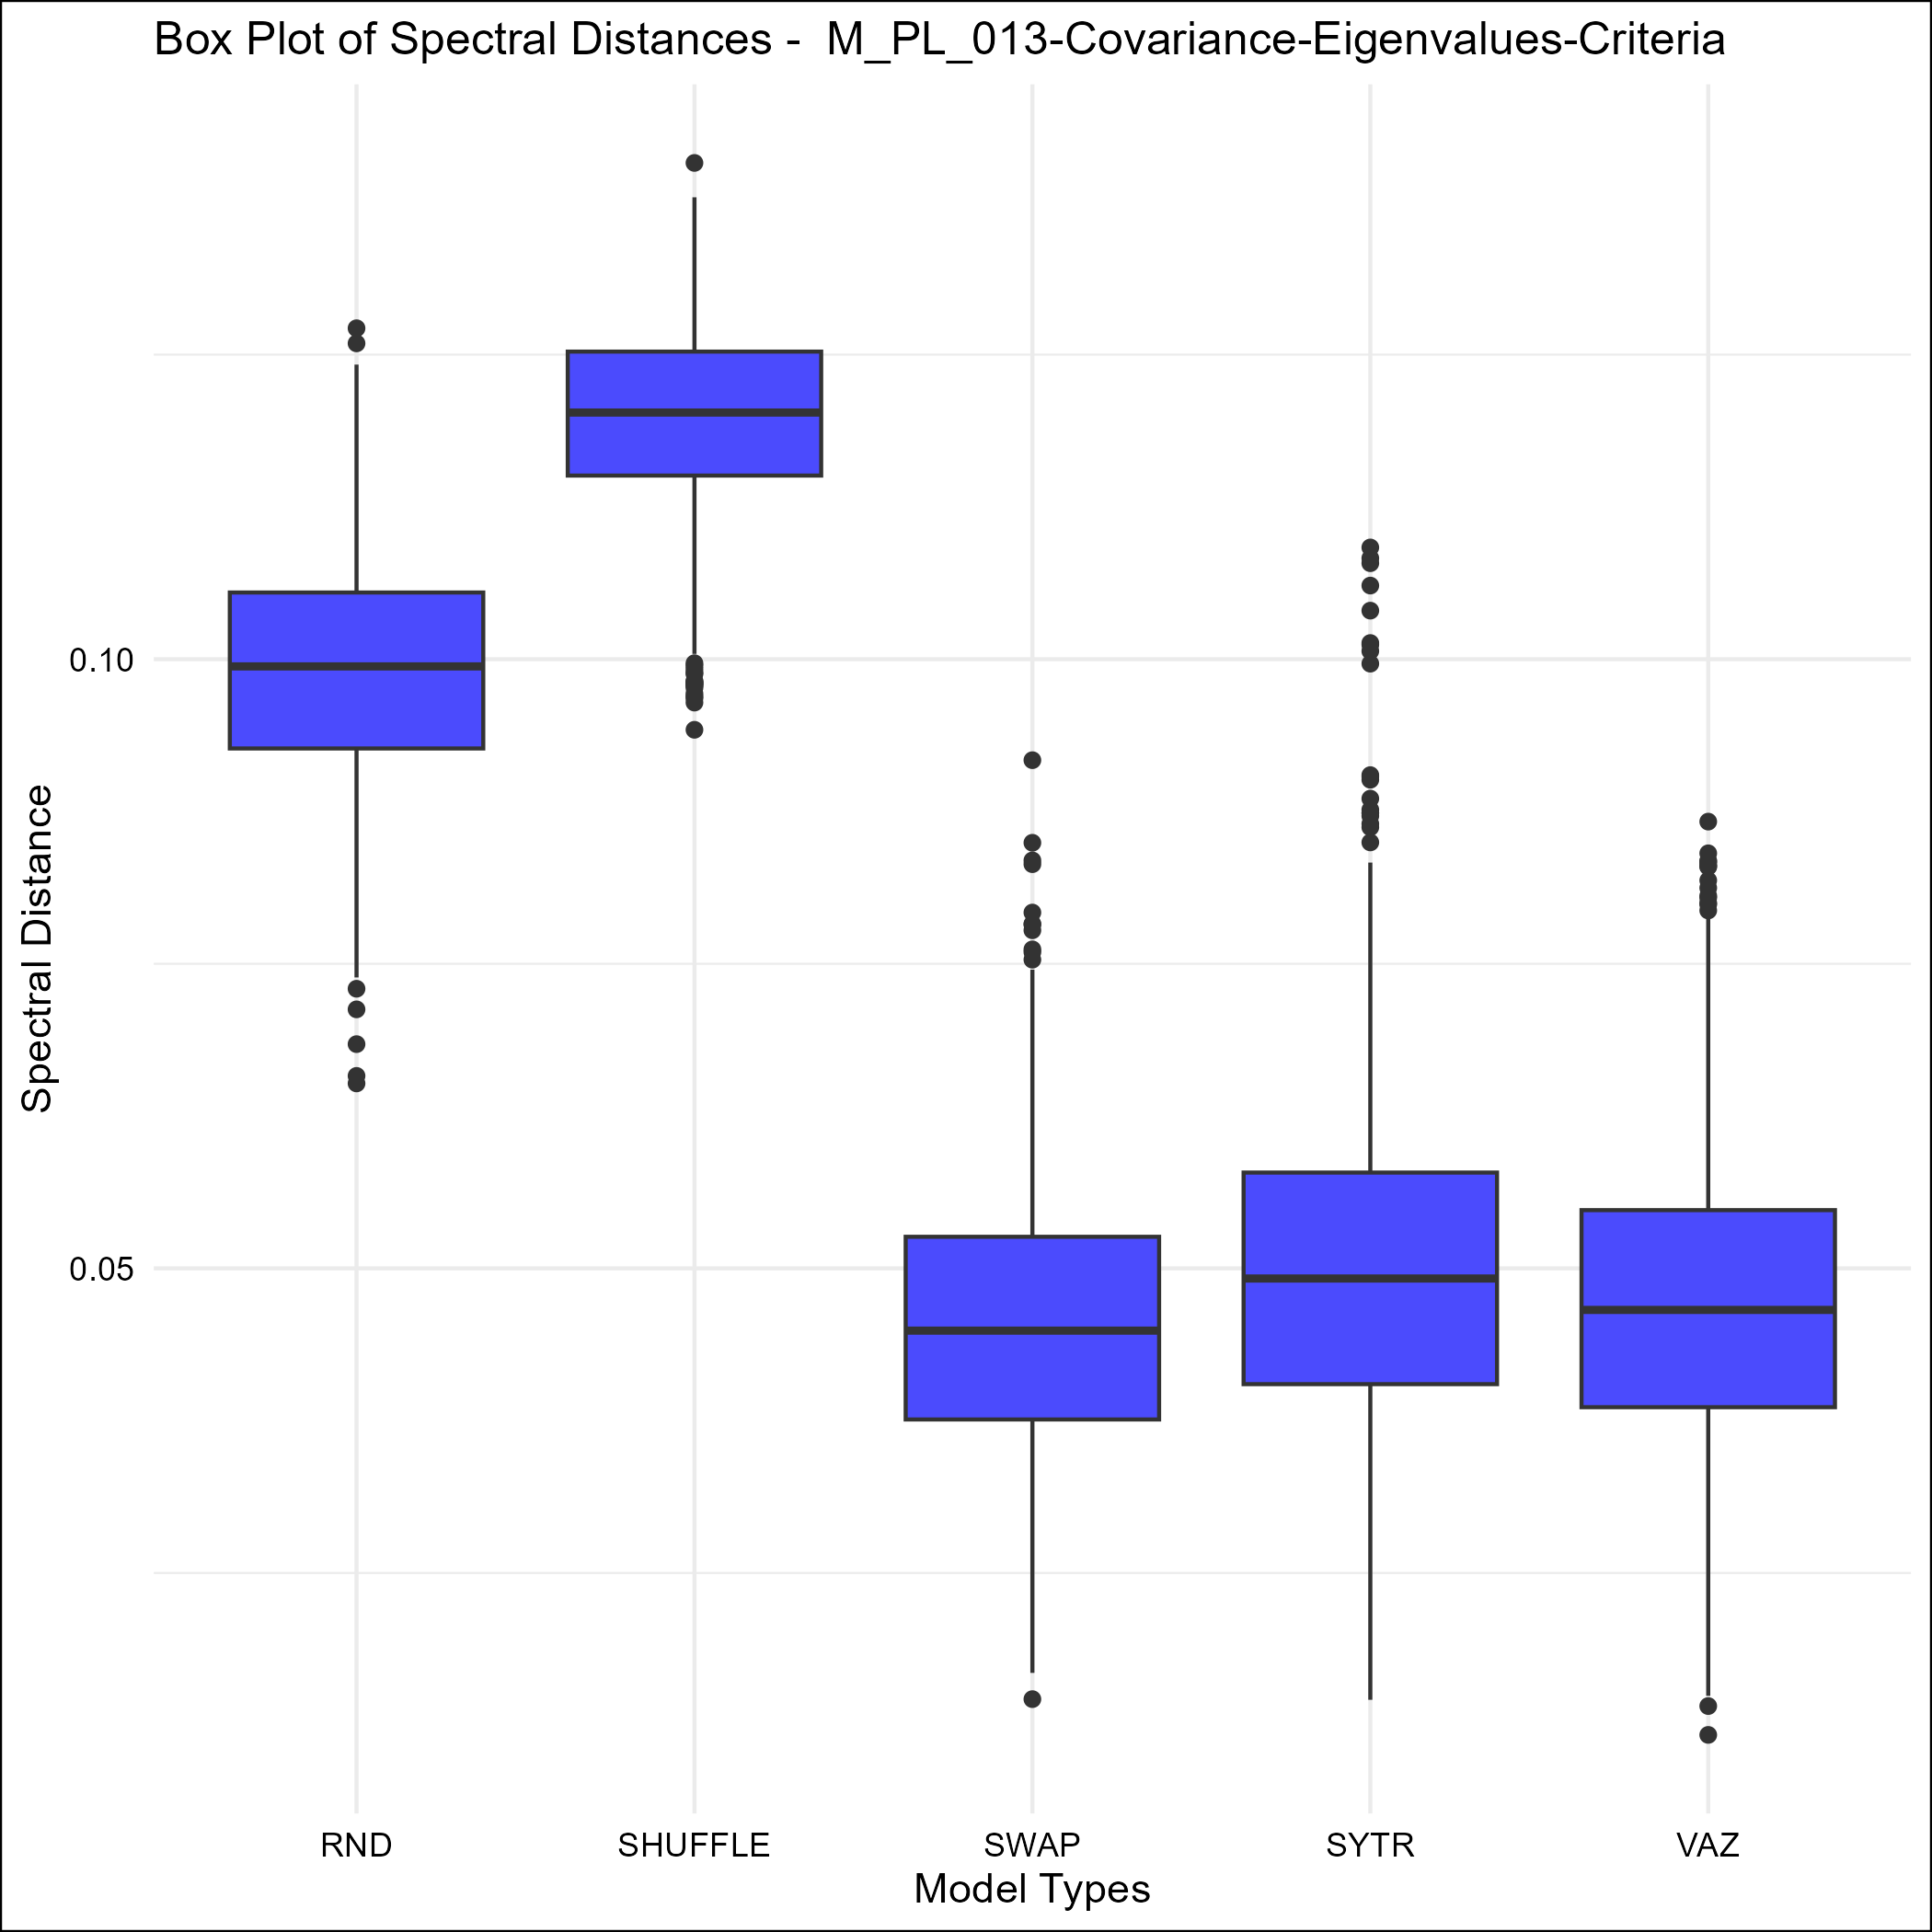 Box Plot of Spectral Distances -  M_PL_013-Covariance-Eigenvalues-Criteria
Spectral Distance
0.10
0.05
RND SHUFFLE SWAP SYTR VAZ
Model Types